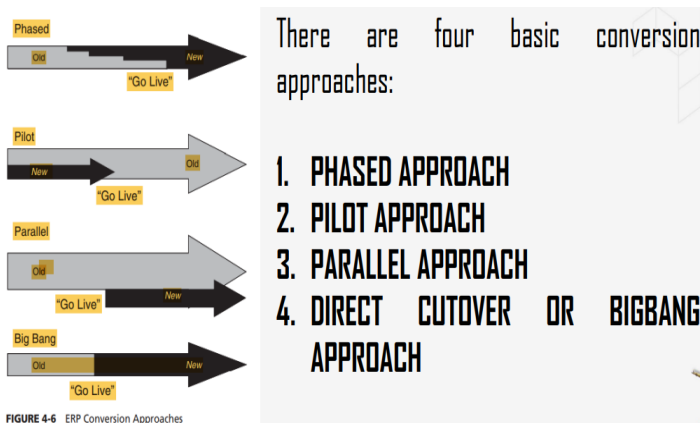 Phased
Old
New
"Go Live"
Pilot
New
Old
"Go Live"
Parallel
Old
"Go Live"
New
Big Bang
Old
New
"Go Live"
FIGURE 4-6 ERP Conversion Approaches
There are four basic conversion
approaches:
1. PHASED APPROACH
2. PILOT APPROACH
3. PARALLEL APPROACH
4. DIRECT CUTOVER OR BIGBANG
APPROACH